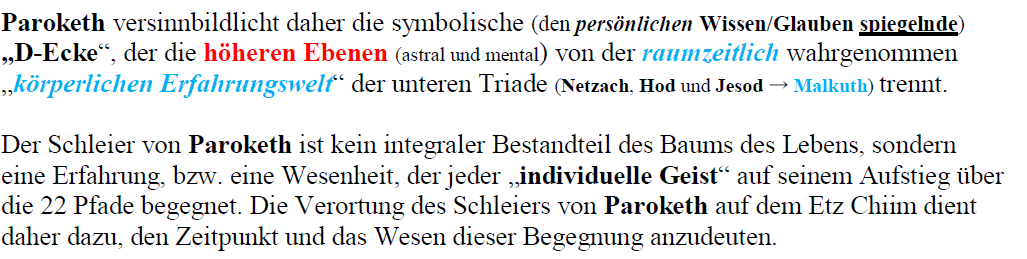 Paroketh versinnbildlicht daher die symbolische (den persönlichen Wissen/Glauben spiegelnde)
„D-Ecke“, der die höheren Ebenen (astral und mental) von der raumzeitlich wahrgenommen
„körperlichen Erfahrungswelt“ der unteren Triade (Netzach, Hod und Jesod → Malkuth) trennt.
Der Schleier von Paroketh ist kein integraler Bestandteil des Baums des Lebens, sondern
eine Erfahrung, bzw. eine Wesenheit, der jeder „individuelle Geist“ auf seinem Aufstieg über
die 22 Pfade begegnet. Die Verortung des Schleiers von Paroketh auf dem Etz Chiim dient
daher dazu, den Zeitpunkt und das Wesen dieser Begegnung anzudeuten.